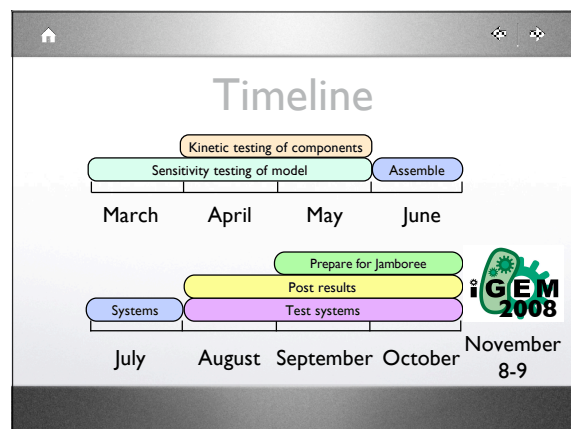 Timeline
Kinetic testing of components
Sensitivity testing of model
Assemble
March April May June
Prepare for Jamboree
Post results
Systems Test systems
iGEM
2008
July August September October November
8-9